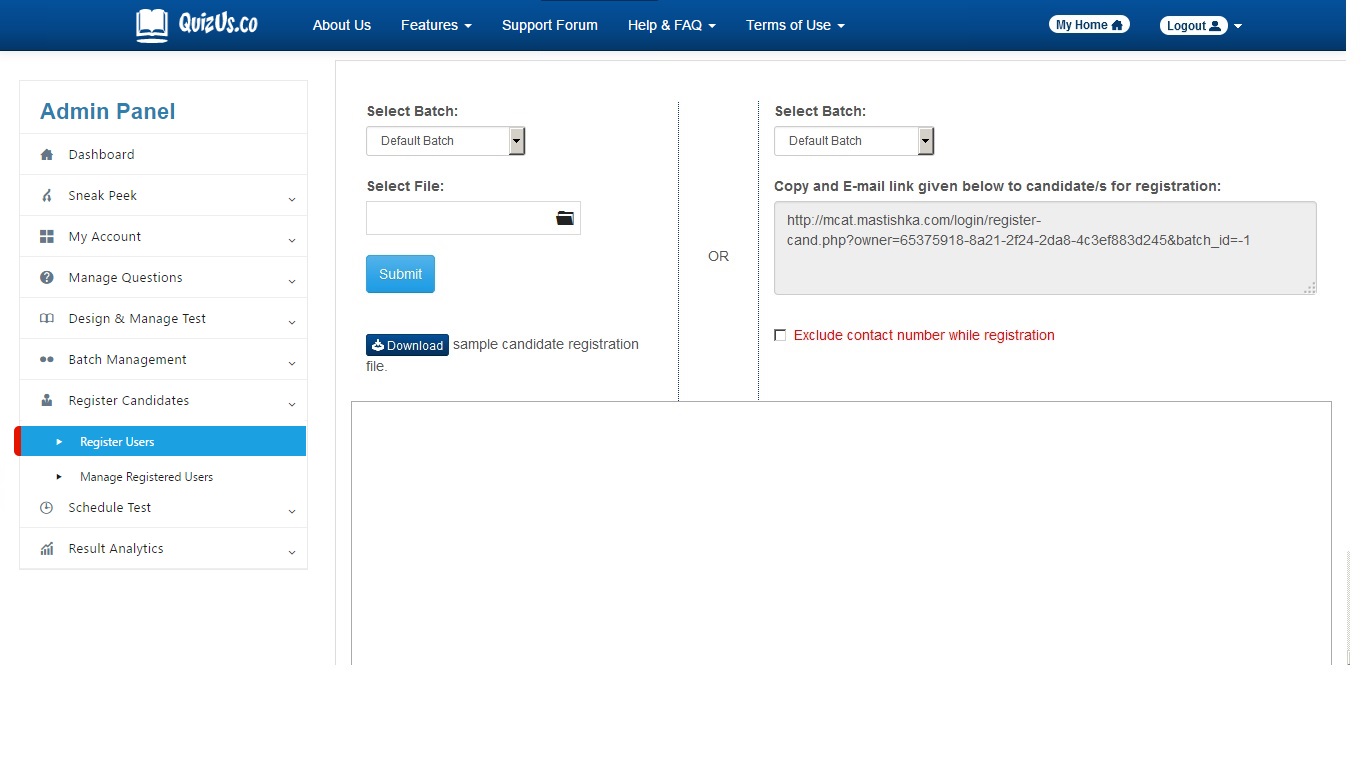 QuizUs.co
About Us
Features
Support Forum
Help & FAQ
Terms of Use
My Home
Logout
Admin Panel
Dashboard
Sneak Peek
My Account
Manage Questions
Design & Manage Test
Batch Management
Register Candidates
Register Users
Manage Registered Users
Schedule Test
Result Analytics
Select Batch:
Default Batch
Select File:
Submit
Download sample candidate registration
file.
OR
Select Batch:
Default Batch
Copy and E-mail link given below to candidate/s for registration:
http://mcat.mastishka.com/login/register-
cand.php?owner=65375918-8a21-2f24-2da8-4c3ef883d245&batch_id=-1
Exclude contact number while registration